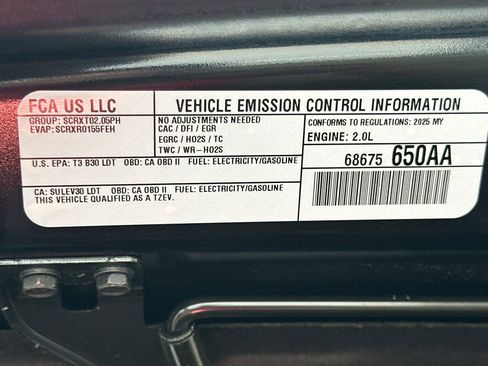 FCA US LLC
VEHICLE EMISSION CONTROL INFORMATION
GROUP: SCRXT02.05PH
EVAP: SCRXR0155FEH
NO ADJUSTMENTS NEEDED
CAC / DFI / EGR
EGRC / HO2S / TC
TWC / WR-HO2S
CONFORMS TO REGULATIONS: 2025 MY
ENGINE: 2.0L
U.S. EPA: T3 B30 LDT OBD: CA OBD II FUEL: ELECTRICITY/GASOLINE
68675 650AA
CA: SULEV30 LDT OBD: CA OBD II FUEL: ELECTRICITY/GASOLINE
THIS VEHICLE QUALIFIED AS A TZEV.